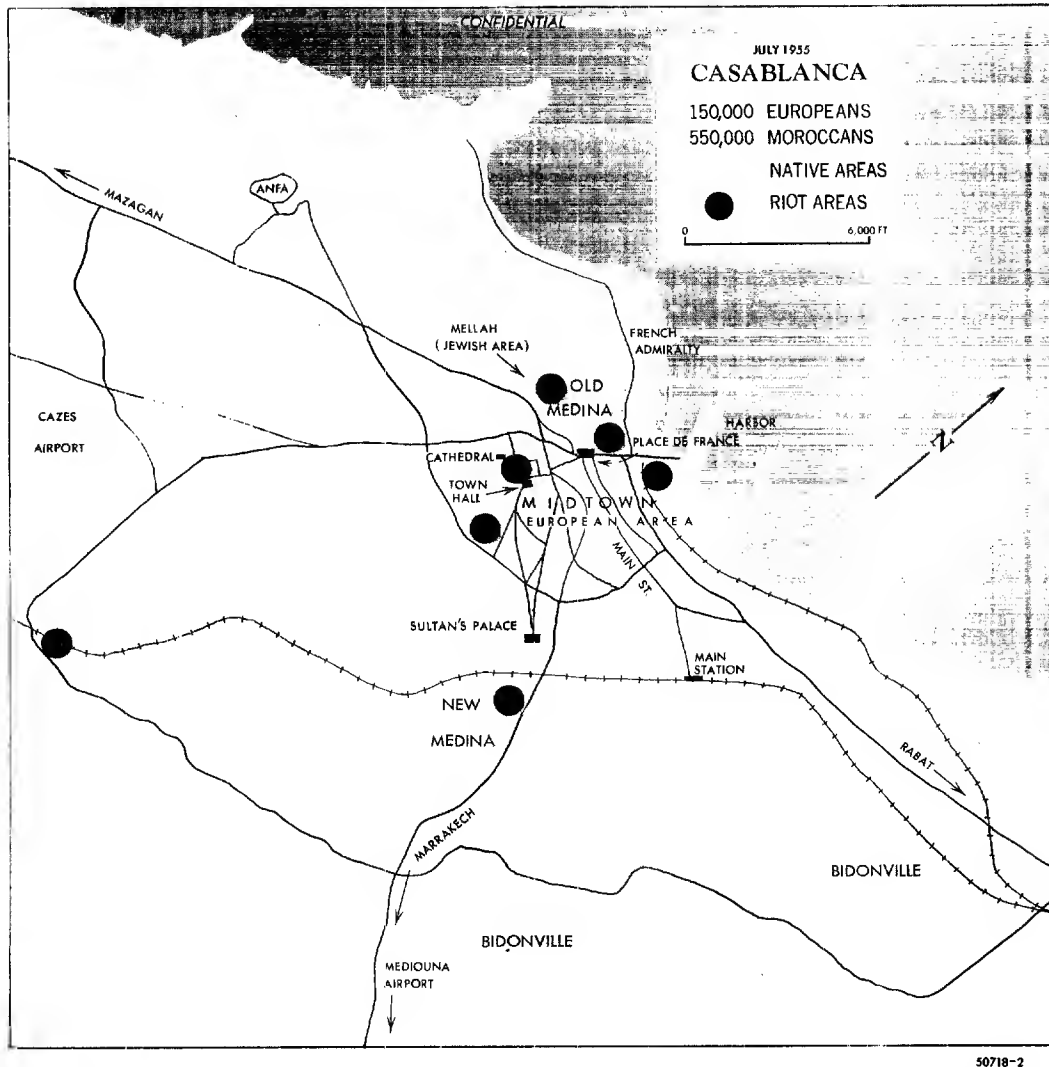 CONFIDENTIAL
JULY 1955
CASABLANCA
150,000 EUROPEANS
550,000 MOROCCANS
NATIVE AREAS
RIOT AREAS
0 6,000 FT
MAZAGAN
ANFA
MELLAH
(JEWISH AREA)
FRENCH
ADMIRALTY
OLD
MEDINA
HARBOR
N
CAZES
AIRPORT
PLACE DE FRANCE
CATHEDRAL
TOWN
HALL
MIDTOWN
EUROPEAN AREA
MAIN ST.
SULTAN'S PALACE
MAIN
STATION
NEW
MEDINA
RABAT
MARRAKECH
BIDONVILLE
BIDONVILLE
MEDIOUNA
AIRPORT
50718-2